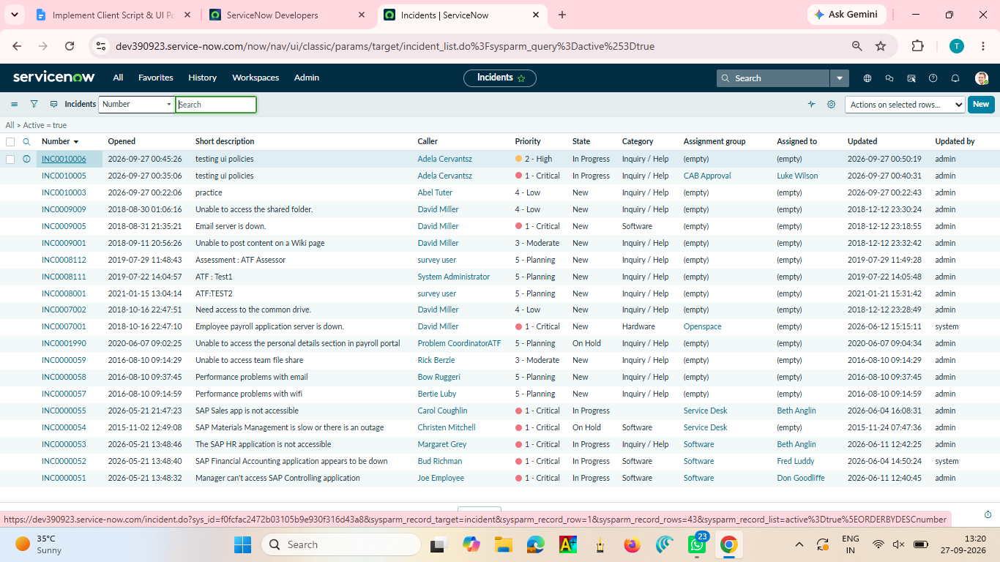 Implement Client Script & UI Po
ServiceNow Developers
Incidents | ServiceNow
Ask Gemini
dev390923.service-now.com/now/nav/ui/classic/params/target/incident_list.do%3Fsysparm_query%3Dactive%253Dtrue
T
servicenow All Favorites History Workspaces Admin Incidents Search
Incidents Number Search Actions on selected rows... New
All > Active = true
Number Opened Short description Caller Priority State Category Assignment group Assigned to Updated Updated by
INC0010006 2026-09-27 00:45:26 testing ui policies Adela Cervantsz 2 - High In Progress Inquiry / Help (empty) (empty) 2026-09-27 00:50:19 admin
INC0010005 2026-09-27 00:35:06 testing ui policies Adela Cervantsz 1 - Critical In Progress Inquiry / Help CAB Approval Luke Wilson 2026-09-27 00:40:31 admin
INC0010003 2026-09-27 00:22:06 practice Abel Tuter 4 - Low New Inquiry / Help (empty) (empty) 2026-09-27 00:22:43 admin
INC0009009 2018-08-30 01:06:16 Unable to access the shared folder. David Miller 4 - Low New Inquiry / Help (empty) (empty) 2018-12-12 23:30:24 admin
INC0009005 2018-08-31 21:35:21 Email server is down. David Miller 1 - Critical New Software (empty) (empty) 2018-12-12 23:18:55 admin
INC0009001 2018-09-11 20:56:26 Unable to post content on a Wiki page David Miller 3 - Moderate New Inquiry / Help (empty) (empty) 2018-12-12 23:32:42 admin
INC0008112 2019-07-29 11:48:43 Assessment : ATF Assessor survey user 5 - Planning New Inquiry / Help (empty) (empty) 2019-07-29 11:49:28 admin
INC0008111 2019-07-22 14:04:57 ATF : Test1 System Administrator 5 - Planning New Inquiry / Help (empty) (empty) 2019-07-22 14:05:48 admin
INC0008001 2021-01-15 13:04:14 ATF:TEST2 survey user 5 - Planning New Inquiry / Help (empty) (empty) 2021-01-21 15:31:42 admin
INC0007002 2018-10-16 22:47:51 Need access to the common drive. David Miller 4 - Low New Inquiry / Help (empty) (empty) 2018-12-12 23:28:49 admin
INC0007001 2018-10-16 22:47:10 Employee payroll application server is down. David Miller 1 - Critical New Hardware Openspace (empty) 2026-06-12 15:15:11 system
INC0001990 2020-06-07 09:02:25 Unable to access the personal details section in payroll portal Problem CoordinatorATF 5 - Planning On Hold Inquiry / Help (empty) (empty) 2020-06-07 09:04:34 admin
INC0000059 2016-08-10 09:14:29 Unable to access team file share Rick Berzle 3 - Moderate New Inquiry / Help (empty) (empty) 2016-08-10 09:14:29 admin
INC0000058 2016-08-10 09:37:45 Performance problems with email Bow Ruggeri 5 - Planning New Inquiry / Help (empty) (empty) 2016-08-10 09:37:45 admin
INC0000057 2016-08-10 09:14:59 Performance problems with wifi Bertie Luby 5 - Planning New Inquiry / Help (empty) (empty) 2016-08-10 09:14:59 admin
INC0000055 2026-05-21 21:47:23 SAP Sales app is not accessible Carol Coughlin 1 - Critical In Progress Service Desk Beth Anglin 2026-06-04 16:08:31 admin
INC0000054 2015-11-02 12:49:08 SAP Materials Management is slow or there is an outage Christen Mitchell 1 - Critical On Hold Software Service Desk (empty) 2015-11-24 07:47:36 admin
INC0000053 2026-05-21 13:48:46 The SAP HR application is not accessible Margaret Grey 1 - Critical In Progress Inquiry / Help Software Beth Anglin 2026-06-11 12:42:25 admin
INC0000052 2026-05-21 13:48:40 SAP Financial Accounting application appears to be down Bud Richman 1 - Critical In Progress Software Software Fred Luddy 2026-06-04 14:50:24 system
INC0000051 2026-05-21 13:48:32 Manager can't access SAP Controlling application Joe Employee 1 - Critical In Progress Software Software Don Goodliffe 2026-06-11 12:40:45 admin
https://dev390923.service-now.com/incident.do?sys_id=f0fcfac2472b03105b9e930f316d43a8&sysparm_record_target=incident&sysparm_record_row=1&sysparm_record_rows=43&sysparm_record_list=active%3Dtrue%5EORDERBYDESCnumber
35°C
Sunny
Search
23
ENG
IN
13:20
27-09-2026